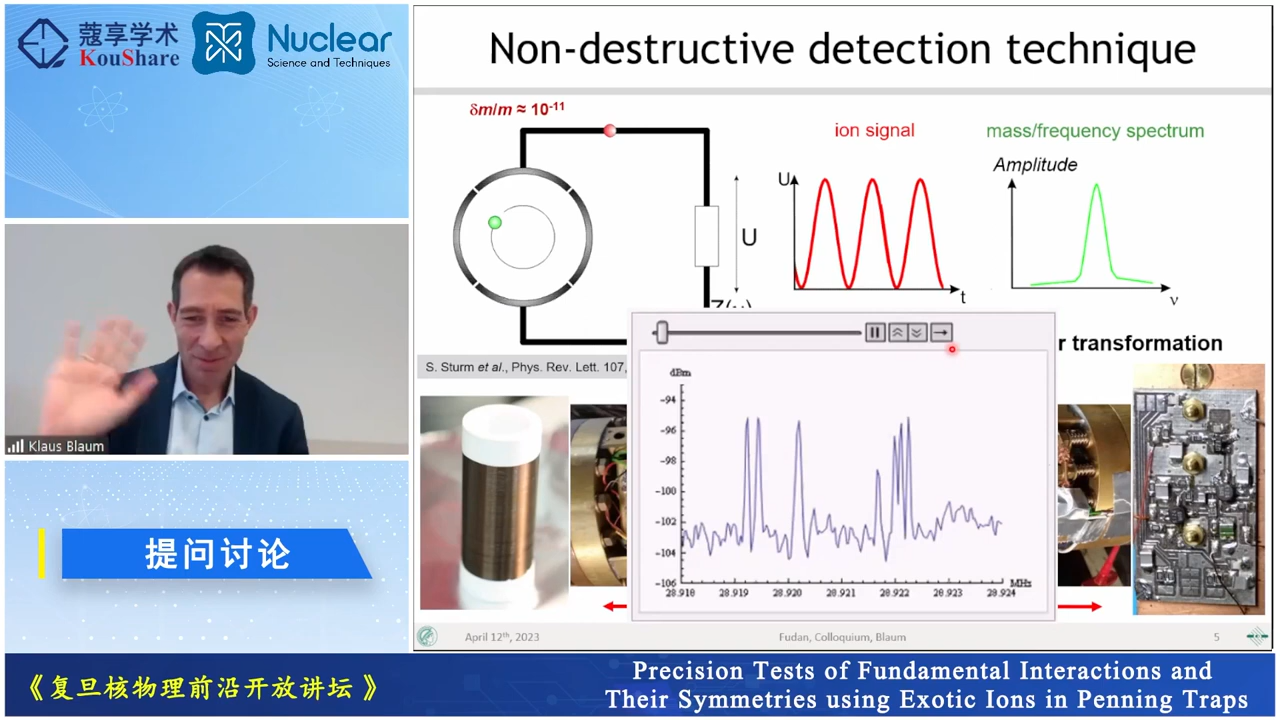 蔻享学术
KouShare
Nuclear
Science and Techniques
Klaus Blaum
提问讨论
Non-destructive detection technique
δm/m ≈ 10⁻¹¹
U
ion signal
U
t
mass/frequency spectrum
Amplitude
ν
S. Sturm et al., Phys. Rev. Lett. 107,
r transformation
dBm
-94
-96
-98
-100
-102
-104
-106
28.919
28.920
28.921
28.922
28.923
28.924
MHz
April 12th, 2023
Fudan, Colloquium, Blaum
5
《复旦核物理前沿开放讲坛》
Precision Tests of Fundamental Interactions and
Their Symmetries using Exotic Ions in Penning Traps